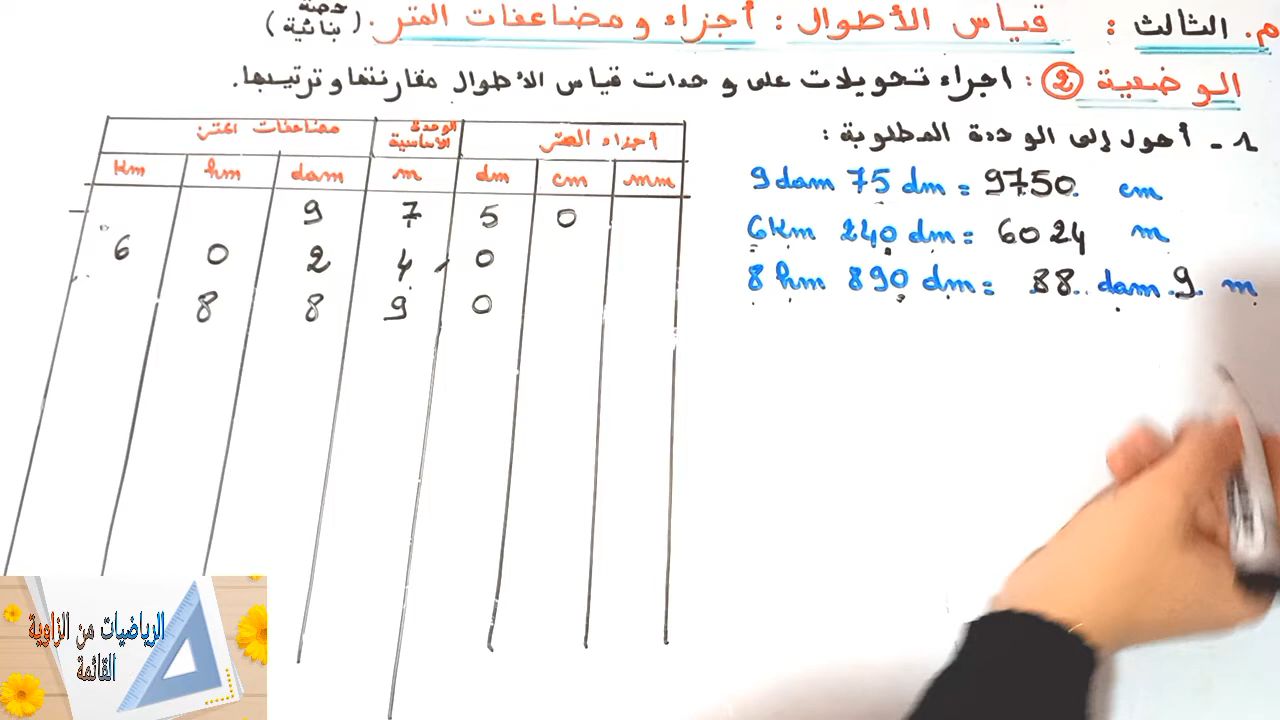 م. الثالث : قياس الأطوال : أجزاء ومضاعفات المتر. (حصة بنائية)
الوضعية 2 : اجراء تحويلات على وحدات قياس الأطوال مقارنتها وترتيبها.
1 - أحول إلى الوحدة المطلوبة :
9 dam 75 dm = 9750 cm
6 Km 240 dm = 6024 m
8 hm 890 dm = 88 dam 9 m
مضاعفات المتر الوحدة الأساسية أجزاء المتر
Km hm dam m dm cm mm
9 7 5 0
6 0 2 4 0
8 8 9 0
الرياضيات من الزاوية
القائمة